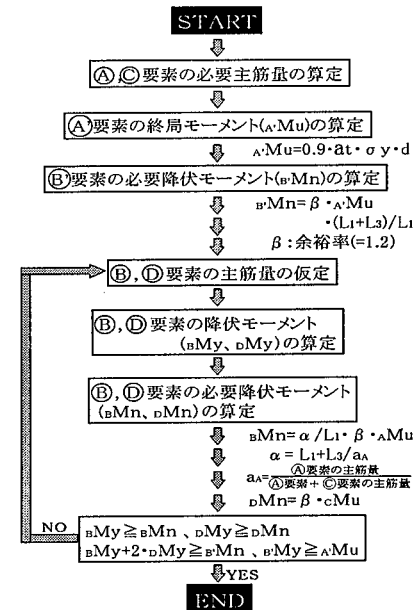 START
Ⓐ,Ⓒ要素の必要主筋量の算定
Ⓐ'要素の終局モーメント(A'Mu)の算定
A'Mu=0.9・at・σy・d
Ⓑ'要素の必要降伏モーメント(B'Mn)の算定
B'Mn=β・A'Mu
・(L1+L3)/L1
β:余裕率(=1.2)
Ⓑ,Ⓓ要素の主筋量の仮定
Ⓑ,Ⓓ要素の降伏モーメント
(BMy、DMy)の算定
Ⓑ,Ⓓ要素の必要降伏モーメント
(BMn、DMn)の算定
BMn=α/L1・β・AMu
α=L1+L3/aA
aA=Ⓐ要素の主筋量/Ⓐ要素+Ⓒ要素の主筋量
DMn=β・CMu
NO
BMy≧BMn、DMy≧DMn
BMy+2・DMy≧B'Mn、B'My≧A'Mu
YES
END